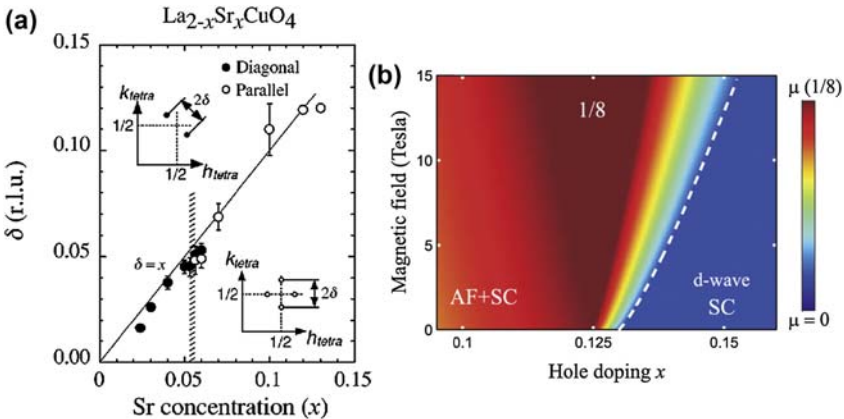 (a)
La2-xSrxCuO4
0.15
0.10
0.05
0.00
δ (r.l.u.)
● Diagonal
○ Parallel
ktetra
2δ
1/2
1/2
htetra
δ=x
ktetra
1/2
2δ
1/2
htetra
0 0.05 0.1 0.15
Sr concentration (x)
(b)
15
10
5
0
Magnetic field (Tesla)
1/8
AF+SC
d-wave
SC
0.1 0.125 0.15
Hole doping x
μ (1/8)
μ = 0